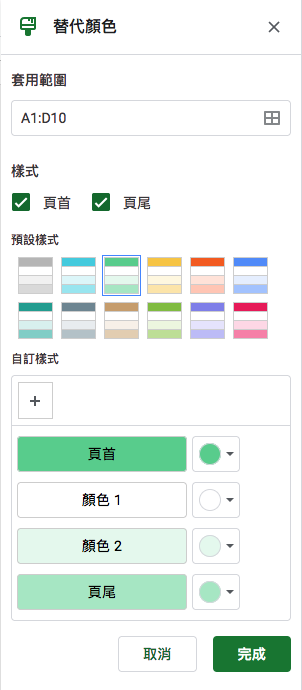 替代顏色
套用範圍
A1:D10
樣式
頁首 頁尾
預設樣式
自訂樣式
頁首
顏色 1
顏色 2
頁尾
取消 完成